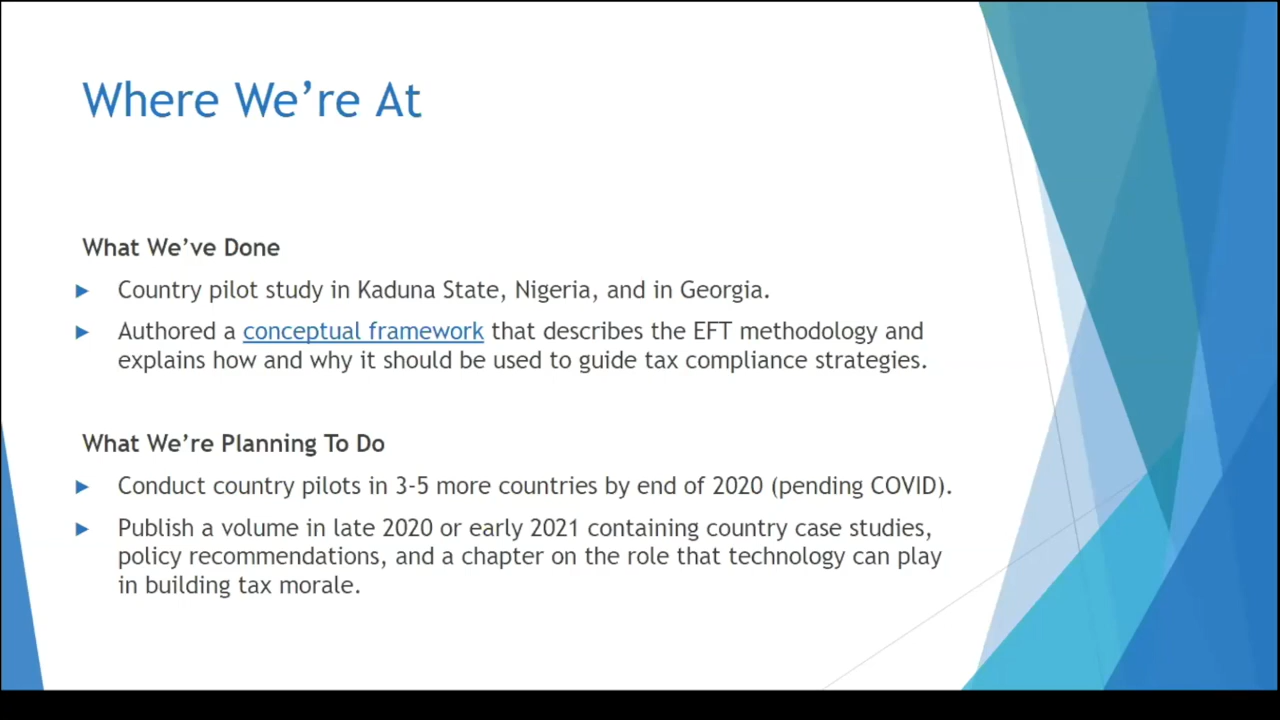 Where We’re At
What We’ve Done
Country pilot study in Kaduna State, Nigeria, and in Georgia.
Authored a conceptual framework that describes the EFT methodology and
explains how and why it should be used to guide tax compliance strategies.
What We’re Planning To Do
Conduct country pilots in 3-5 more countries by end of 2020 (pending COVID).
Publish a volume in late 2020 or early 2021 containing country case studies,
policy recommendations, and a chapter on the role that technology can play
in building tax morale.